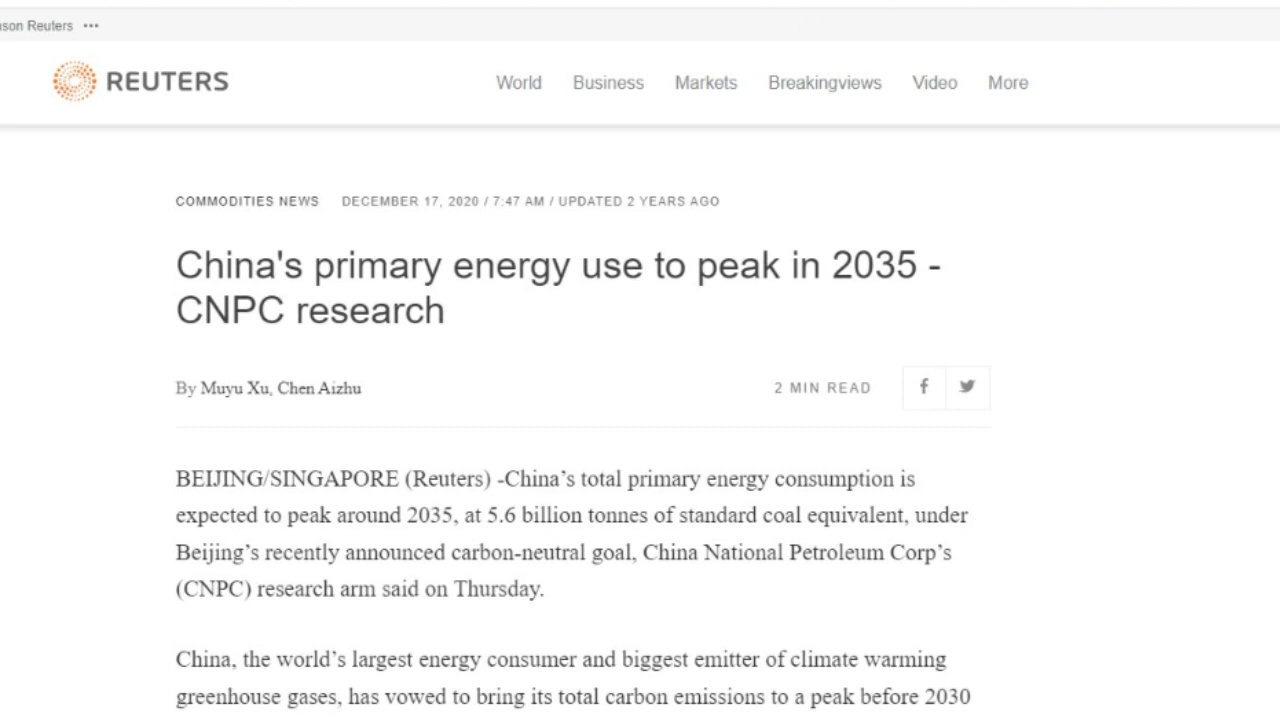 son Reuters •••
REUTERS World Business Markets Breakingviews Video More
COMMODITIES NEWS DECEMBER 17, 2020 / 7:47 AM / UPDATED 2 YEARS AGO
China's primary energy use to peak in 2035 -
CNPC research
By Muyu Xu, Chen Aizhu 2 MIN READ
BEIJING/SINGAPORE (Reuters) -China’s total primary energy consumption is
expected to peak around 2035, at 5.6 billion tonnes of standard coal equivalent, under
Beijing’s recently announced carbon-neutral goal, China National Petroleum Corp’s
(CNPC) research arm said on Thursday.
China, the world’s largest energy consumer and biggest emitter of climate warming
greenhouse gases, has vowed to bring its total carbon emissions to a peak before 2030